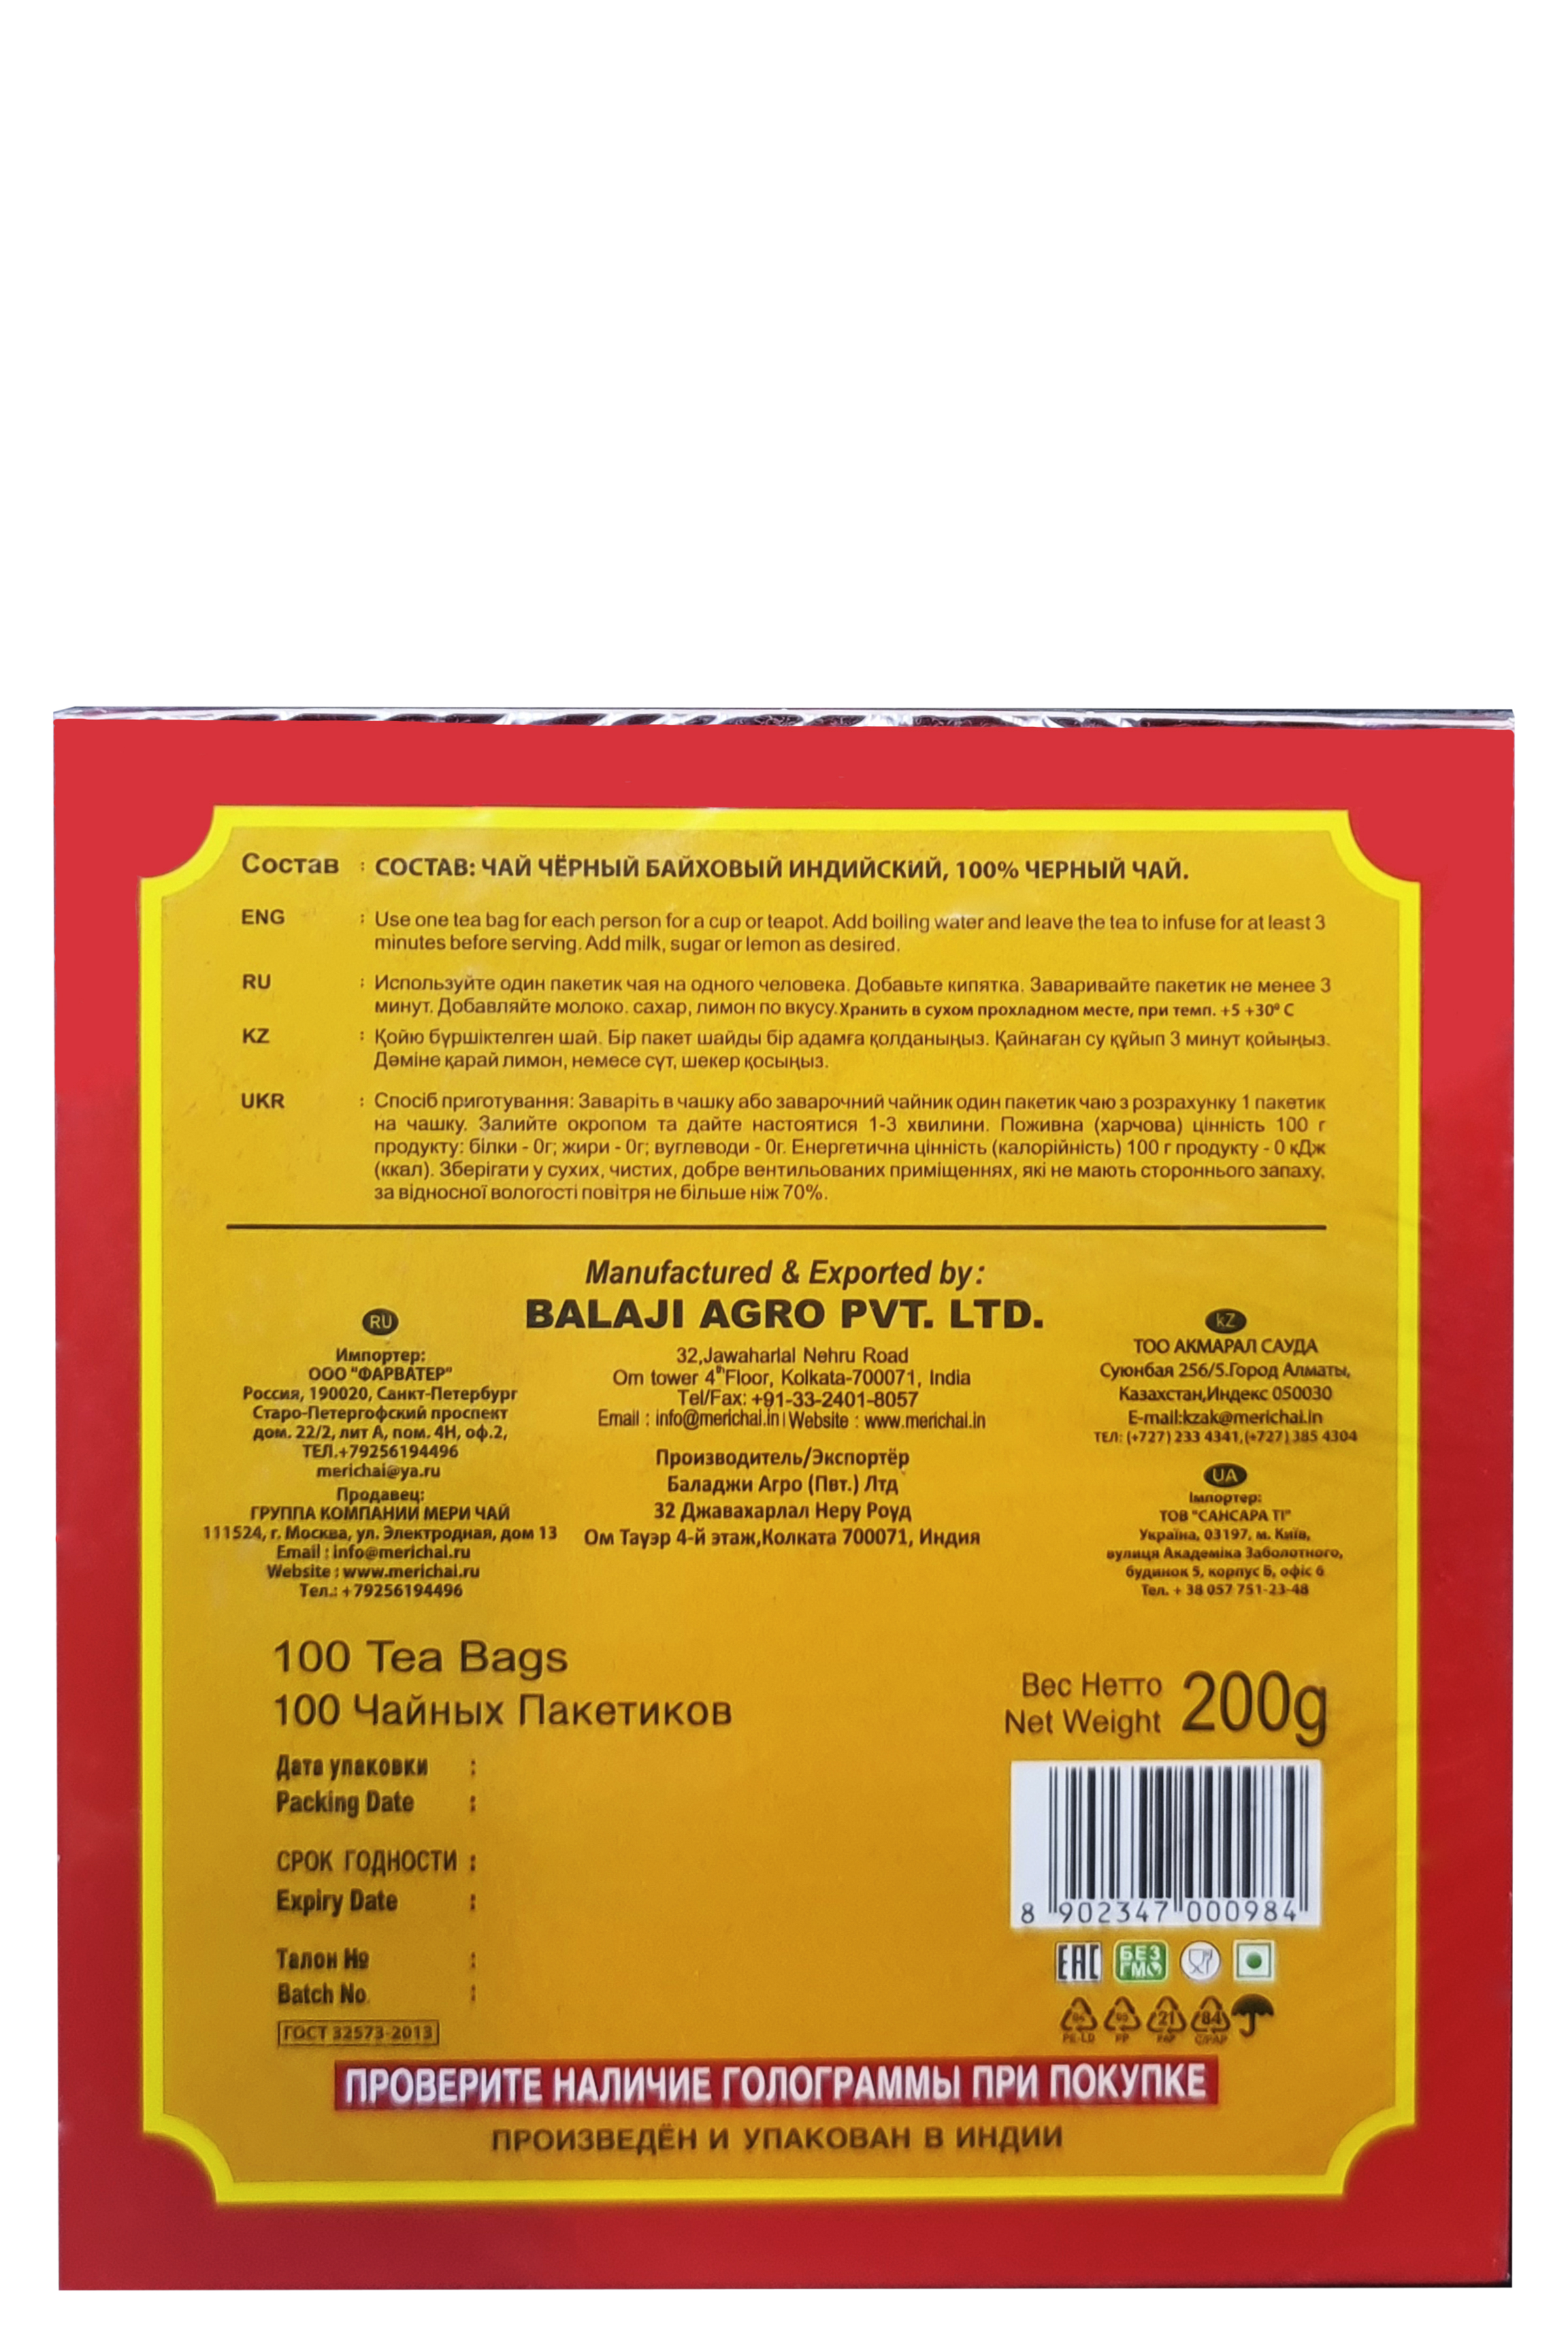 Состав : СОСТАВ: ЧАЙ ЧЁРНЫЙ БАЙХОВЫЙ ИНДИЙСКИЙ, 100% ЧЕРНЫЙ ЧАЙ.
ENG : Use one tea bag for each person for a cup or teapot. Add boiling water and leave the tea to infuse for at least 3
minutes before serving. Add milk, sugar or lemon as desired.
RU : Используйте один пакетик чая на одного человека. Добавьте кипятка. Заваривайте пакетик не менее 3
минут. Добавляйте молоко. сахар, лимон по вкусу. Хранить в сухом прохладном месте, при темп. +5 +30⁰ С
KZ : Қойю бүршіктелген шай. Бір пакет шайды бір адамға қолданыңыз. Қайнаған су құйып 3 минут қойыңыз.
Дәміне қарай лимон, немесе сүт, шекер қосыңыз.
UKR : Спосіб приготування: Заваріть в чашку або заварочний чайник один пакетик чаю з розрахунку 1 пакетик
на чашку. Залийте окропом та дайте настоятися 1-3 хвилини. Поживна (харчова) цінність 100 г
продукту: білки - 0г; жири - 0г; вуглеводи - 0г. Енергетична цінність (калорійність) 100 г продукту - 0 кДж
(ккал). Зберігати у сухих, чистих, добре вентильованих приміщеннях, які не мають стороннього запаху,
за відносної вологості повітря не більше ніж 70%.
Manufactured & Exported by:
BALAJI AGRO PVT. LTD.
32,Jawaharlal Nehru Road
Om tower 4th Floor, Kolkata-700071, India
Tel/Fax: +91-33-2401-8057
Email : info@merichai.in | Website : www.merichai.in
Производитель/Экспортёр
Баладжи Агро (Пвт.) Лтд
32 Джавахарлал Неру Роуд
Ом Тауэр 4-й этаж,Колката 700071, Индия
RU
Импортер:
ООО "ФАРВАТЕР"
Россия, 190020, Санкт-Петербург
Старо-Петергофский проспект
дом. 22/2, лит А, пом. 4Н, оф.2,
ТЕЛ.+79256194496
merichai@ya.ru
Продавец:
ГРУППА КОМПАНИИ МЕРИ ЧАЙ
111524, г. Москва, ул. Электродная, дом 13
Email : info@merichai.ru
Website : www.merichai.ru
Тел.: +79256194496
kZ
ТОО АКМАРАЛ САУДА
Суюнбая 256/5.Город Алматы,
Казахстан,Индекс 050030
E-mail:kzak@merichai.in
ТЕЛ: (+727) 233 4341,(+727) 385 4304
UA
Імпортер:
ТОВ "САНСАРА ТІ"
Україна, 03197, м. Київ,
вулиця Академіка Заболотного,
будинок 5, корпус Б, офіс 6
Тел. + 38 057 751-23-48
100 Tea Bags
100 Чайных Пакетиков
Вес Нетто
Net Weight 200g
Дата упаковки :
Packing Date :
СРОК ГОДНОСТИ :
Expiry Date :
Талон №  :
Batch No. :
ГОСТ 32573-2013
8 902347 000984
ЕАС
БЕЗ
ГМО
PE-LD
PP
21
PAP
84
C/PAP
ПРОВЕРИТЕ НАЛИЧИЕ ГОЛОГРАММЫ ПРИ ПОКУПКЕ
ПРОИЗВЕДЁН И УПАКОВАН В ИНДИИ